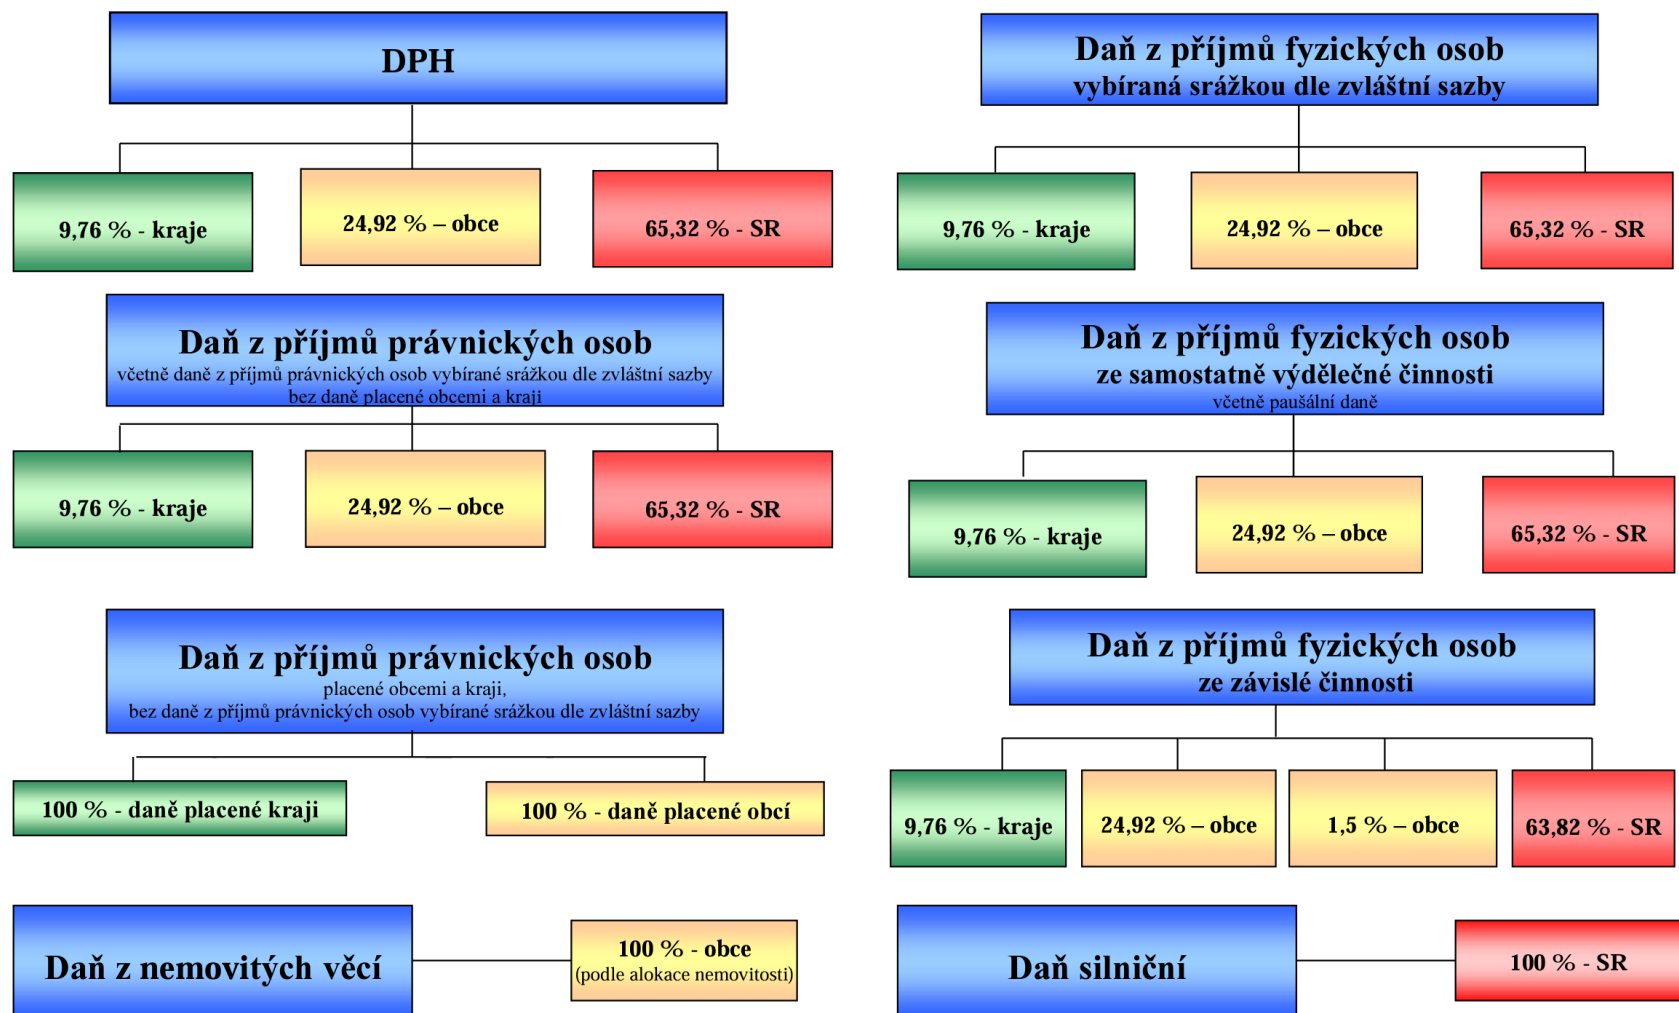 DPH
9,76 % - kraje
24,92 % – obce
65,32 % - SR
Daň z příjmů fyzických osob
vybíraná srážkou dle zvláštní sazby
9,76 % - kraje
24,92 % – obce
65,32 % - SR
Daň z příjmů právnických osob
včetně daně z příjmů právnických osob vybírané srážkou dle zvláštní sazby
bez daně placené obcemi a kraji
9,76 % - kraje
24,92 % – obce
65,32 % - SR
Daň z příjmů fyzických osob
ze samostatně výdělečné činnosti
včetně paušální daně
9,76 % - kraje
24,92 % – obce
65,32 % - SR
Daň z příjmů právnických osob
placené obcemi a kraji,
bez daně z příjmů právnických osob vybírané srážkou dle zvláštní sazby
100 % - daně placené kraji
100 % - daně placené obcí
Daň z příjmů fyzických osob
ze závislé činnosti
9,76 % - kraje
24,92 % – obce
1,5 % – obce
63,82 % - SR
Daň z nemovitých věcí
100 % - obce
(podle alokace nemovitosti)
Daň silniční
100 % - SR